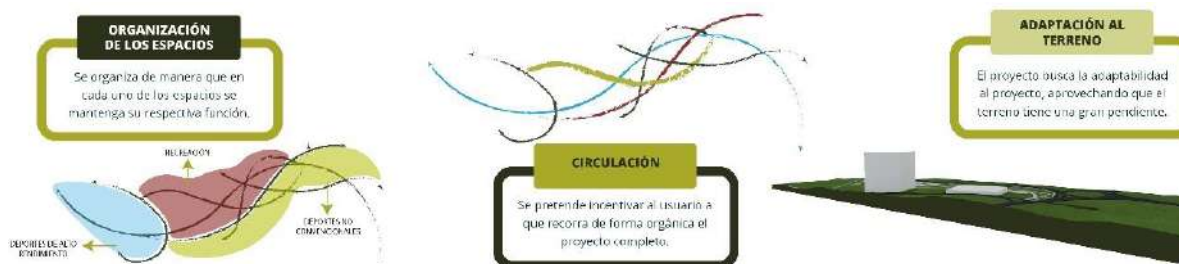 ORGANIZACIÓN
DE LOS ESPACIOS
Se organiza de manera que en
cada uno de los espacios se
mantenga su respectiva función.
RECREACIÓN
DEPORTES DE ALTO
RENDIMIENTO
DEPORTES NO
CONVENCIONALES
CIRCULACIÓN
Se pretende incentivar al usuario a
que recorra de forma orgánica el
proyecto completo.
ADAPTACIÓN AL
TERRENO
El proyecto busca la adaptabilidad
al proyecto, aprovechando que el
terreno tiene una gran pendiente.